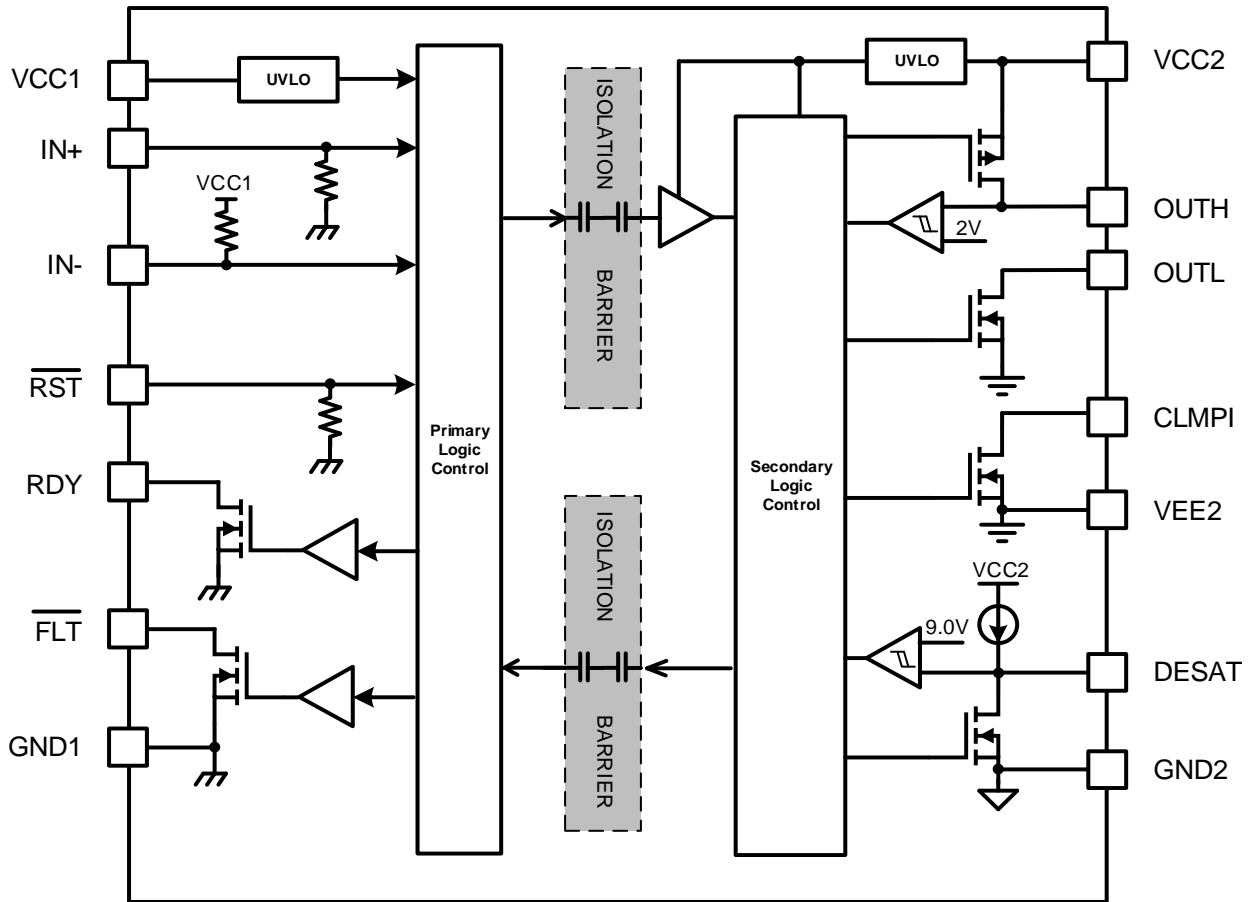 VCC1
IN+
IN-
RST
RDY
FLT
GND1
UVLO
VCC1
Primary
Logic
Control
ISOLATION
BARRIER
ISOLATION
BARRIER
Secondary
Logic
Control
UVLO
2V
VCC2
9.0V
VCC2
OUTH
OUTL
CLMPI
VEE2
DESAT
GND2